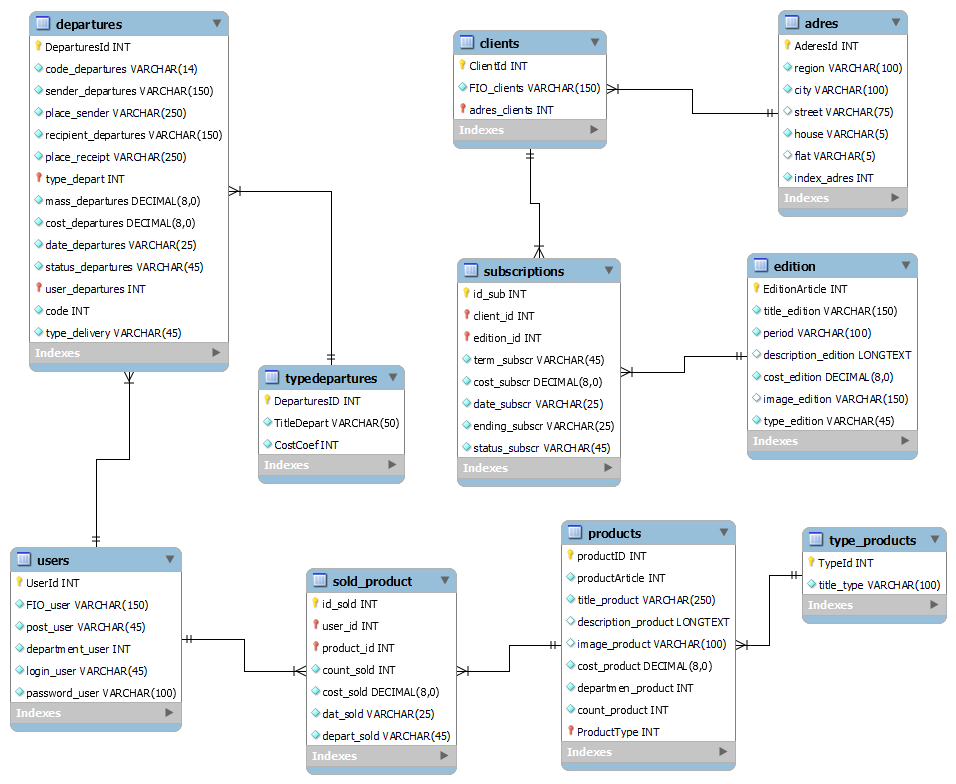 departures
DeparturesId INT
code_departures VARCHAR(14)
sender_departures VARCHAR(150)
place_sender VARCHAR(250)
recipient_departures VARCHAR(150)
place_receipt VARCHAR(250)
type_depart INT
mass_departures DECIMAL(8,0)
cost_departures DECIMAL(8,0)
date_departures VARCHAR(25)
status_departures VARCHAR(45)
user_departures INT
code INT
type_delivery VARCHAR(45)
Indexes
clients
ClientId INT
FIO_clients VARCHAR(150)
adres_clients INT
Indexes
adres
AderesId INT
region VARCHAR(100)
city VARCHAR(100)
street VARCHAR(75)
house VARCHAR(5)
flat VARCHAR(5)
index_adres INT
Indexes
typedepartures
DeparturesID INT
TitleDepart VARCHAR(50)
CostCoef INT
Indexes
subscriptions
id_sub INT
client_id INT
edition_id INT
term_subscr VARCHAR(45)
cost_subscr DECIMAL(8,0)
date_subscr VARCHAR(25)
ending_subscr VARCHAR(25)
status_subscr VARCHAR(45)
Indexes
edition
EditionArticle INT
title_edition VARCHAR(150)
period VARCHAR(100)
description_edition LONGTEXT
cost_edition DECIMAL(8,0)
image_edition VARCHAR(150)
type_edition VARCHAR(45)
Indexes
users
UserId INT
FIO_user VARCHAR(150)
post_user VARCHAR(45)
department_user INT
login_user VARCHAR(45)
password_user VARCHAR(100)
Indexes
sold_product
id_sold INT
user_id INT
product_id INT
count_sold INT
cost_sold DECIMAL(8,0)
dat_sold VARCHAR(25)
depart_sold VARCHAR(45)
Indexes
products
productID INT
productArticle INT
title_product VARCHAR(250)
description_product LONGTEXT
image_product VARCHAR(100)
cost_product DECIMAL(8,0)
departmen_product INT
count_product INT
ProductType INT
Indexes
type_products
TypeId INT
title_type VARCHAR(100)
Indexes